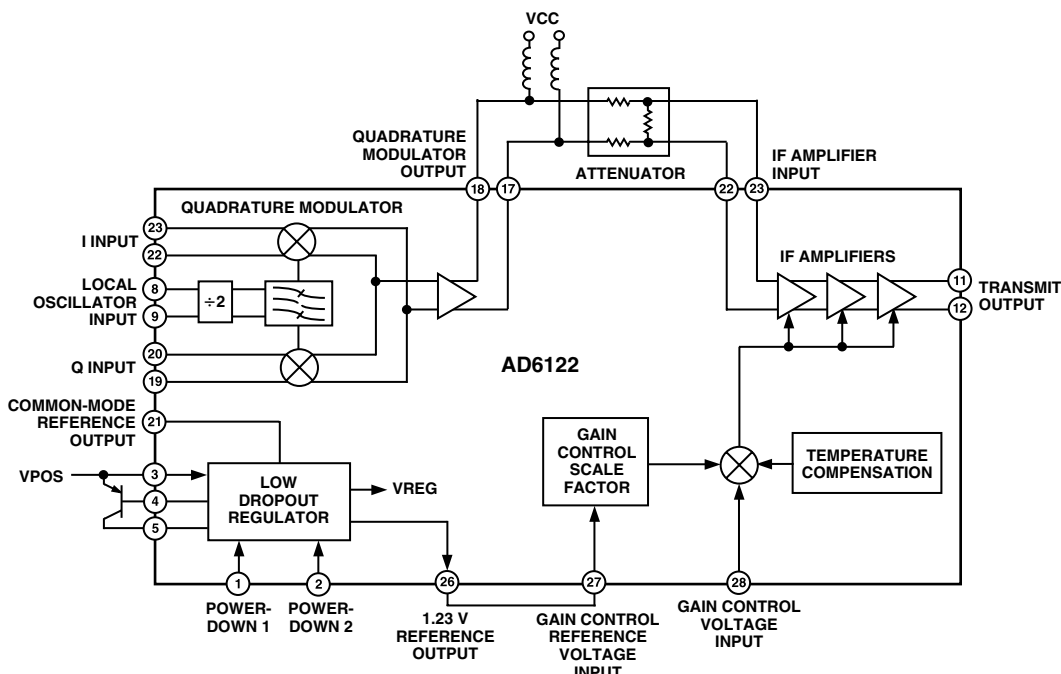 VCC
QUADRATURE
MODULATOR
OUTPUT
ATTENUATOR
IF AMPLIFIER
INPUT
18
17
22
23
QUADRATURE MODULATOR
23
I INPUT
22
LOCAL
OSCILLATOR
INPUT
8
9
÷2
20
Q INPUT
19
IF AMPLIFIERS
11
TRANSMIT
OUTPUT
12
AD6122
COMMON-MODE
REFERENCE
OUTPUT
21
VPOS
3
4
5
LOW
DROPOUT
REGULATOR
VREG
GAIN
CONTROL
SCALE
FACTOR
TEMPERATURE
COMPENSATION
1
2
26
27
28
POWER-
DOWN 1
POWER-
DOWN 2
1.23 V
REFERENCE
OUTPUT
GAIN CONTROL
REFERENCE
VOLTAGE
INPUT
GAIN CONTROL
VOLTAGE
INPUT